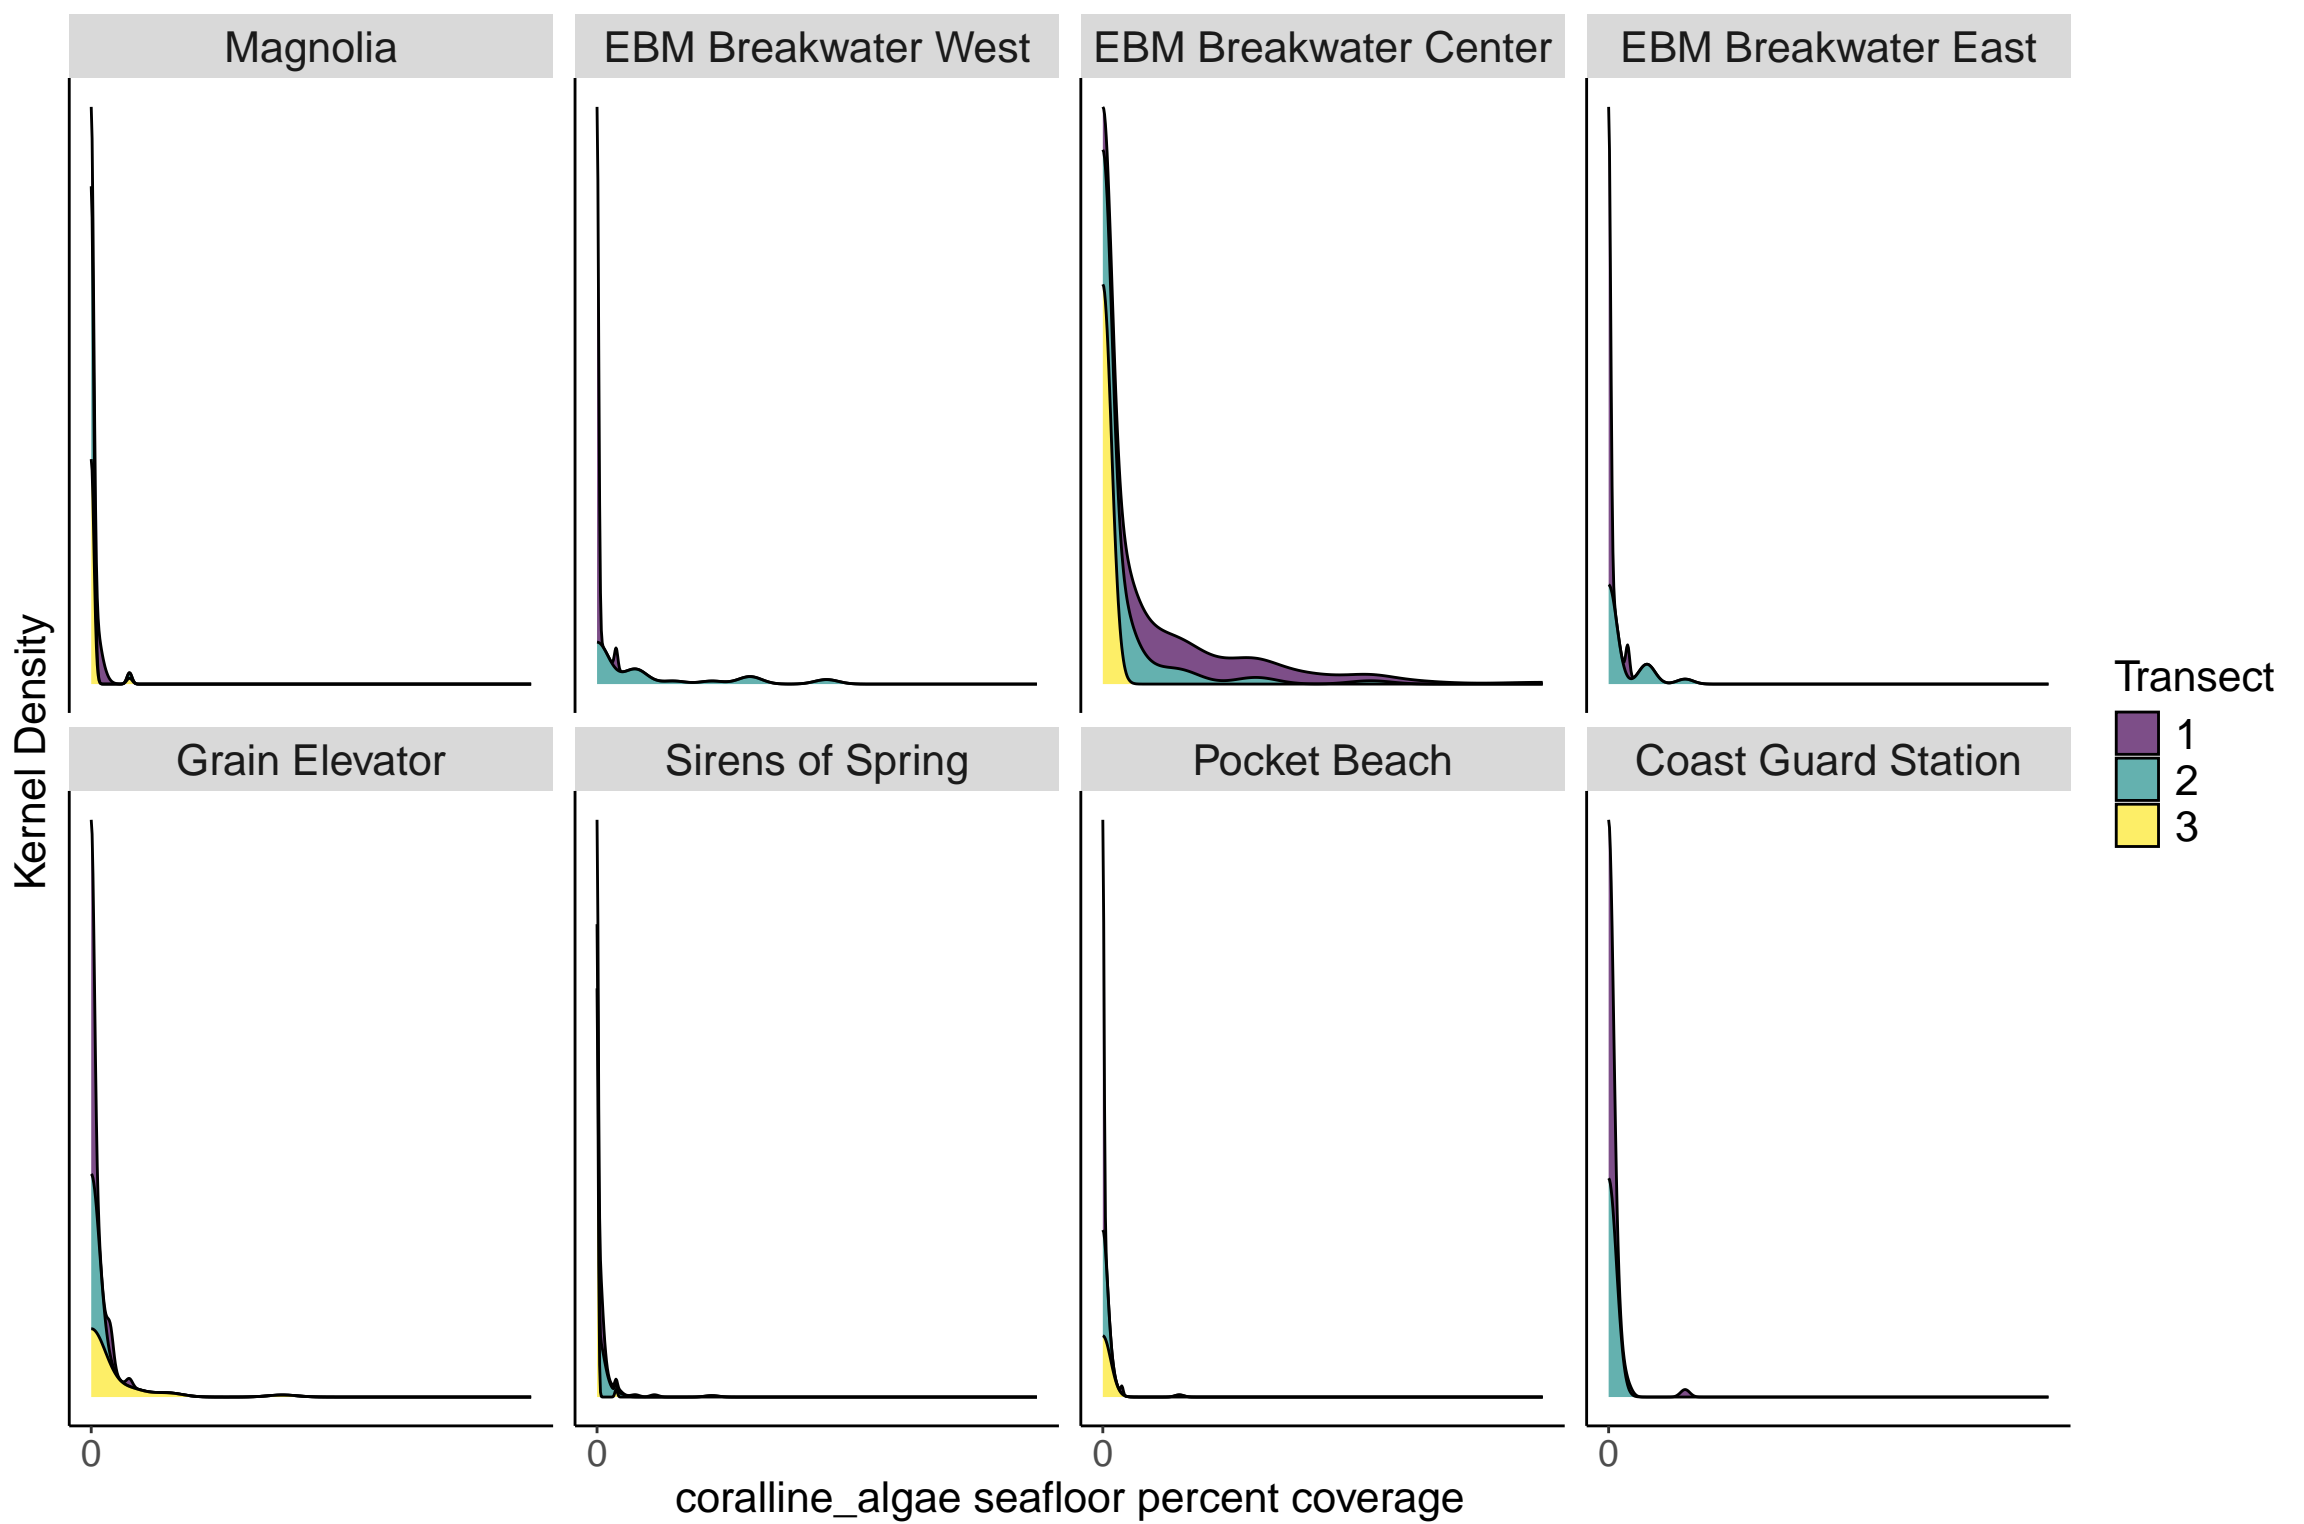 Magnolia
EBM Breakwater West
EBM Breakwater Center
EBM Breakwater East
Kernel Density
Grain Elevator
Sirens of Spring
Pocket Beach
Coast Guard Station
Transect
1
2
3
0
0
0
0
coralline_algae seafloor percent coverage